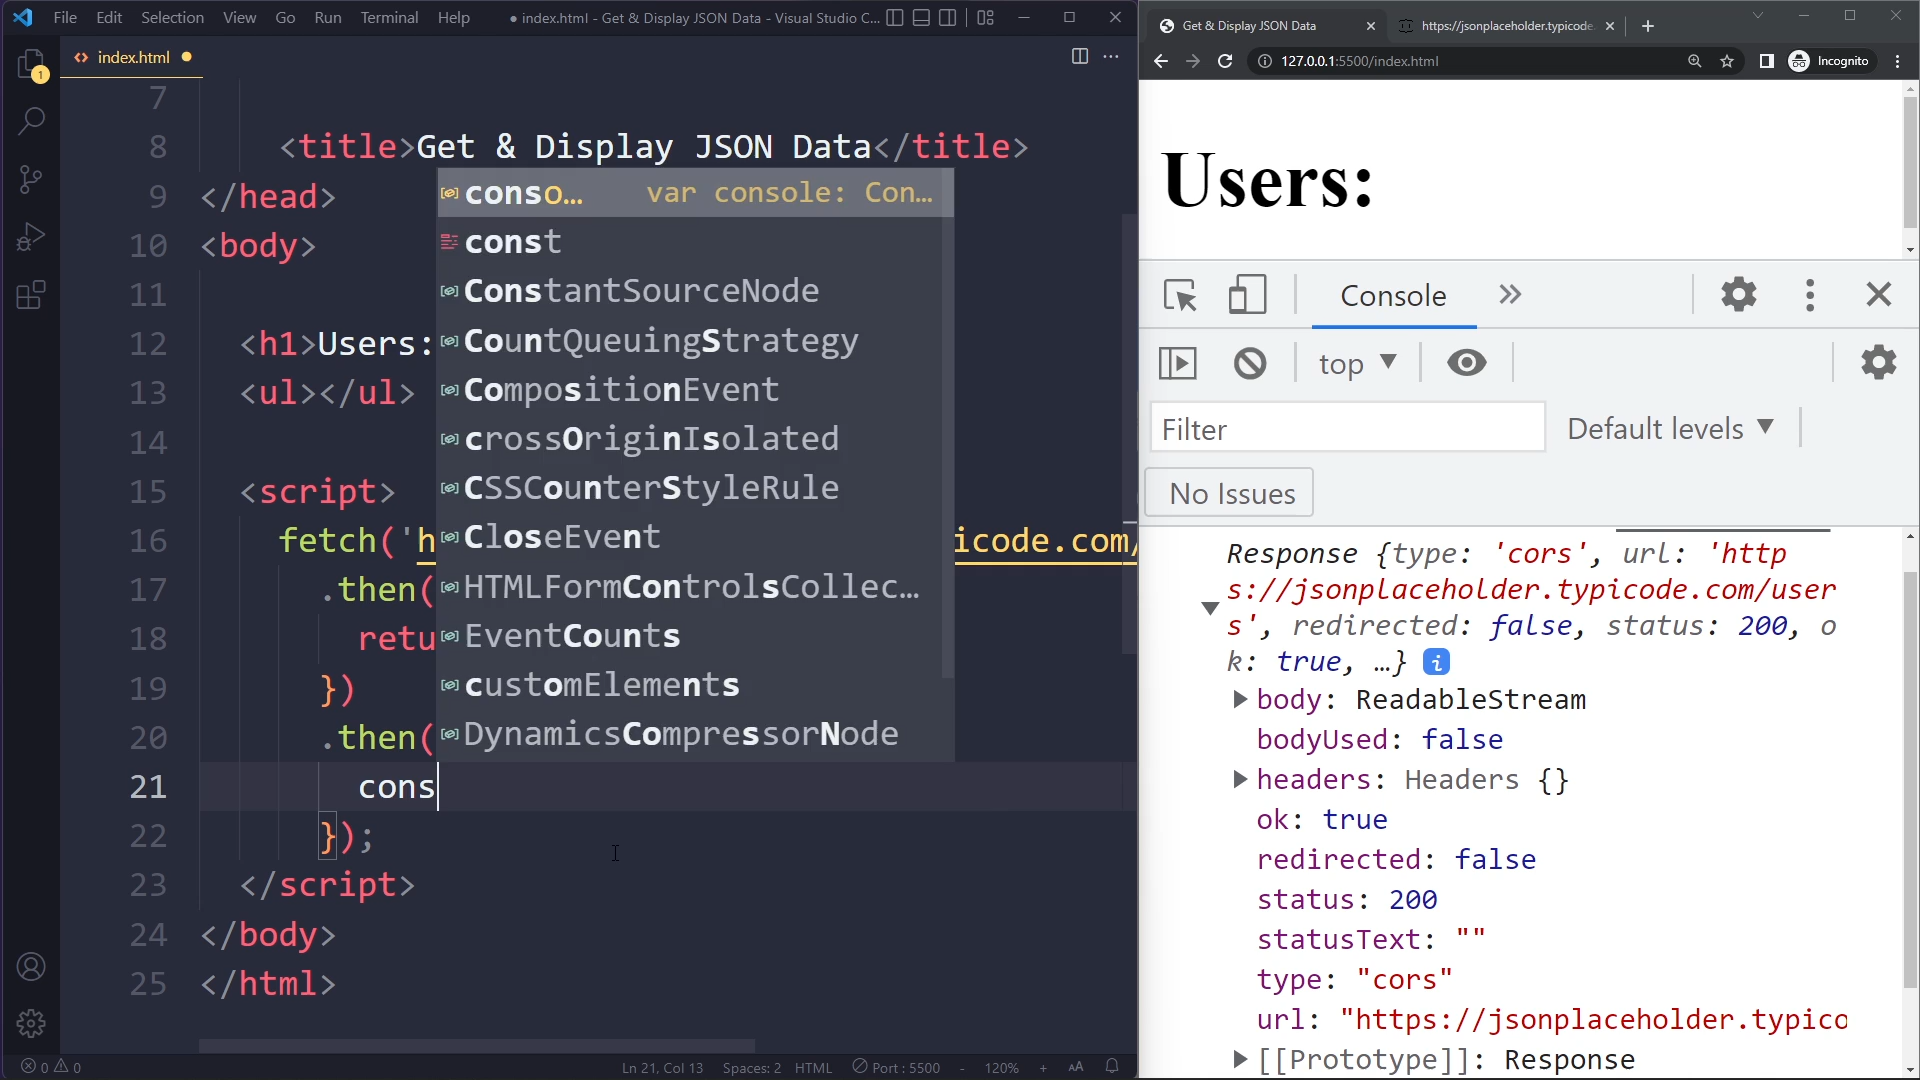 File Edit Selection View Go Run Terminal Help ● index.html - Get & Display JSON Data - Visual Studio C...
index.html
1
7
8 <title>Get & Display JSON Data</title>
9 </head>
10 <body>
11
12 <h1>Users:
13 <ul></ul>
14
15 <script>
16 fetch('h icode.com/
17 .then(
18 retu
19 })
20 .then(
21 cons
22 });
23 </script>
24 </body>
25 </html>
conso... var console: Con...
const
ConstantSourceNode
CountQueuingStrategy
CompositionEvent
crossOriginIsolated
CSSCounterStyleRule
CloseEvent
HTMLFormControlsCollec...
EventCounts
customElements
DynamicsCompressorNode
0 0 Ln 21, Col 13 Spaces: 2 HTML Port : 5500 - 120% + AA
Get & Display JSON Data https://jsonplaceholder.typicode.
127.0.0.1:5500/index.html Incognito
Users:
Console
top
Filter Default levels
No Issues
Response {type: 'cors', url: 'http
s://jsonplaceholder.typicode.com/user
s', redirected: false, status: 200, o
k: true, …} i
body: ReadableStream
bodyUsed: false
headers: Headers {}
ok: true
redirected: false
status: 200
statusText: ""
type: "cors"
url: "https://jsonplaceholder.typico
[[Prototype]]: Response